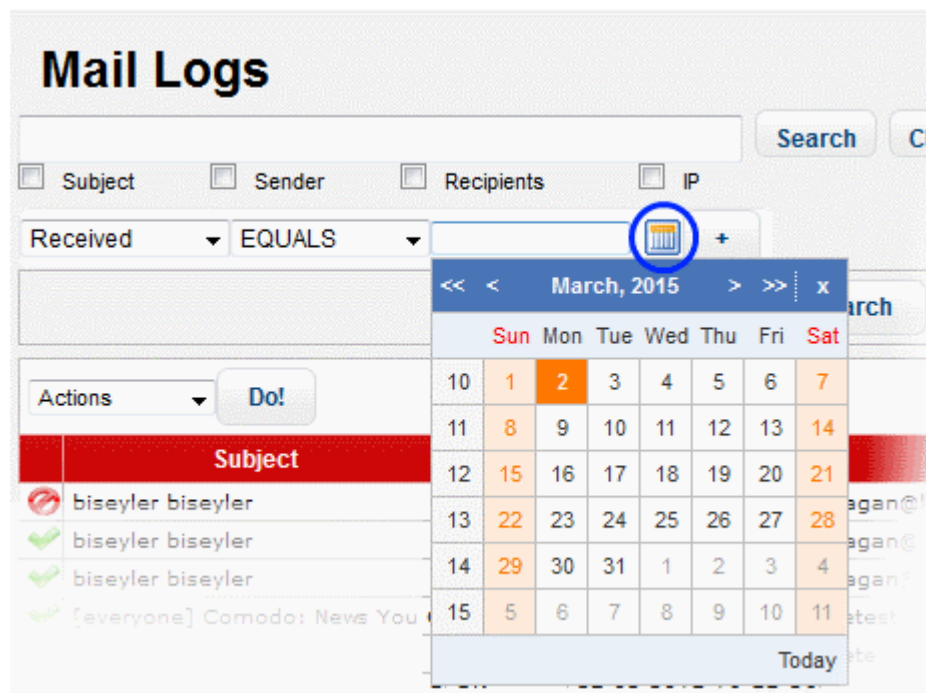 Mail Logs
Search
Subject Sender Recipients IP
Received EQUALS +
<< < March, 2015 > >> x
Sun Mon Tue Wed Thu Fri Sat
10 1 2 3 4 5 6 7
Actions Do!
11 8 9 10 11 12 13 14
Subject
12 15 16 17 18 19 20 21
biseyler biseyler
13 22 23 24 25 26 27 28
biseyler biseyler
14 29 30 31 1 2 3 4
biseyler biseyler
15 5 6 7 8 9 10 11
[everyone] Comodo: News You
Today